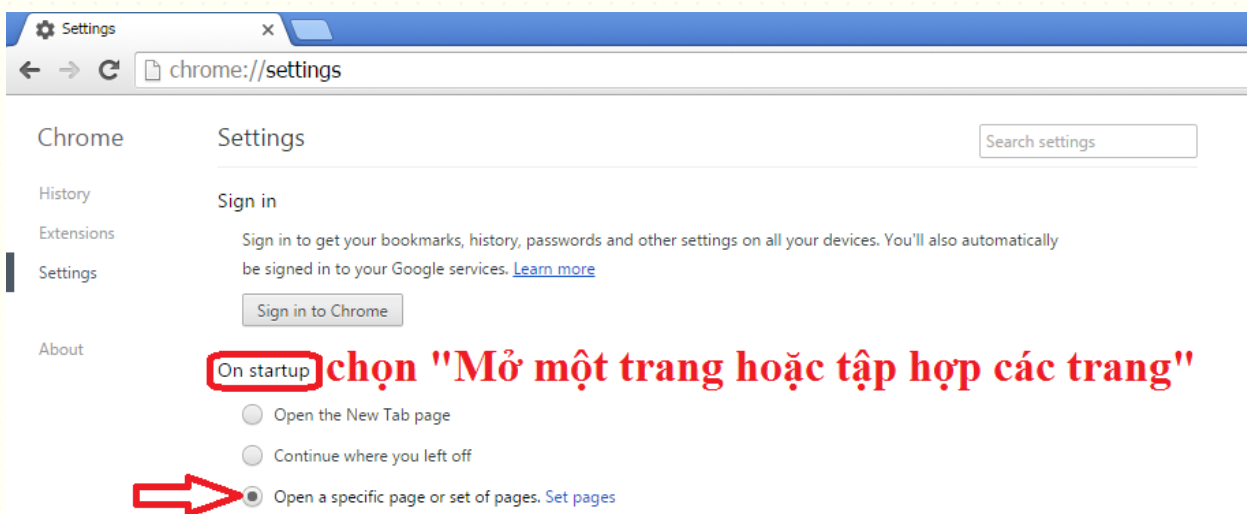 Settings
chrome://settings
Chrome
Settings
Search settings
History
Sign in
Extensions
Sign in to get your bookmarks, history, passwords and other settings on all your devices. You'll also automatically
Settings
be signed in to your Google services. Learn more
Sign in to Chrome
About
On startup chọn "Mở một trang hoặc tập hợp các trang"
Open the New Tab page
Continue where you left off
Open a specific page or set of pages. Set pages